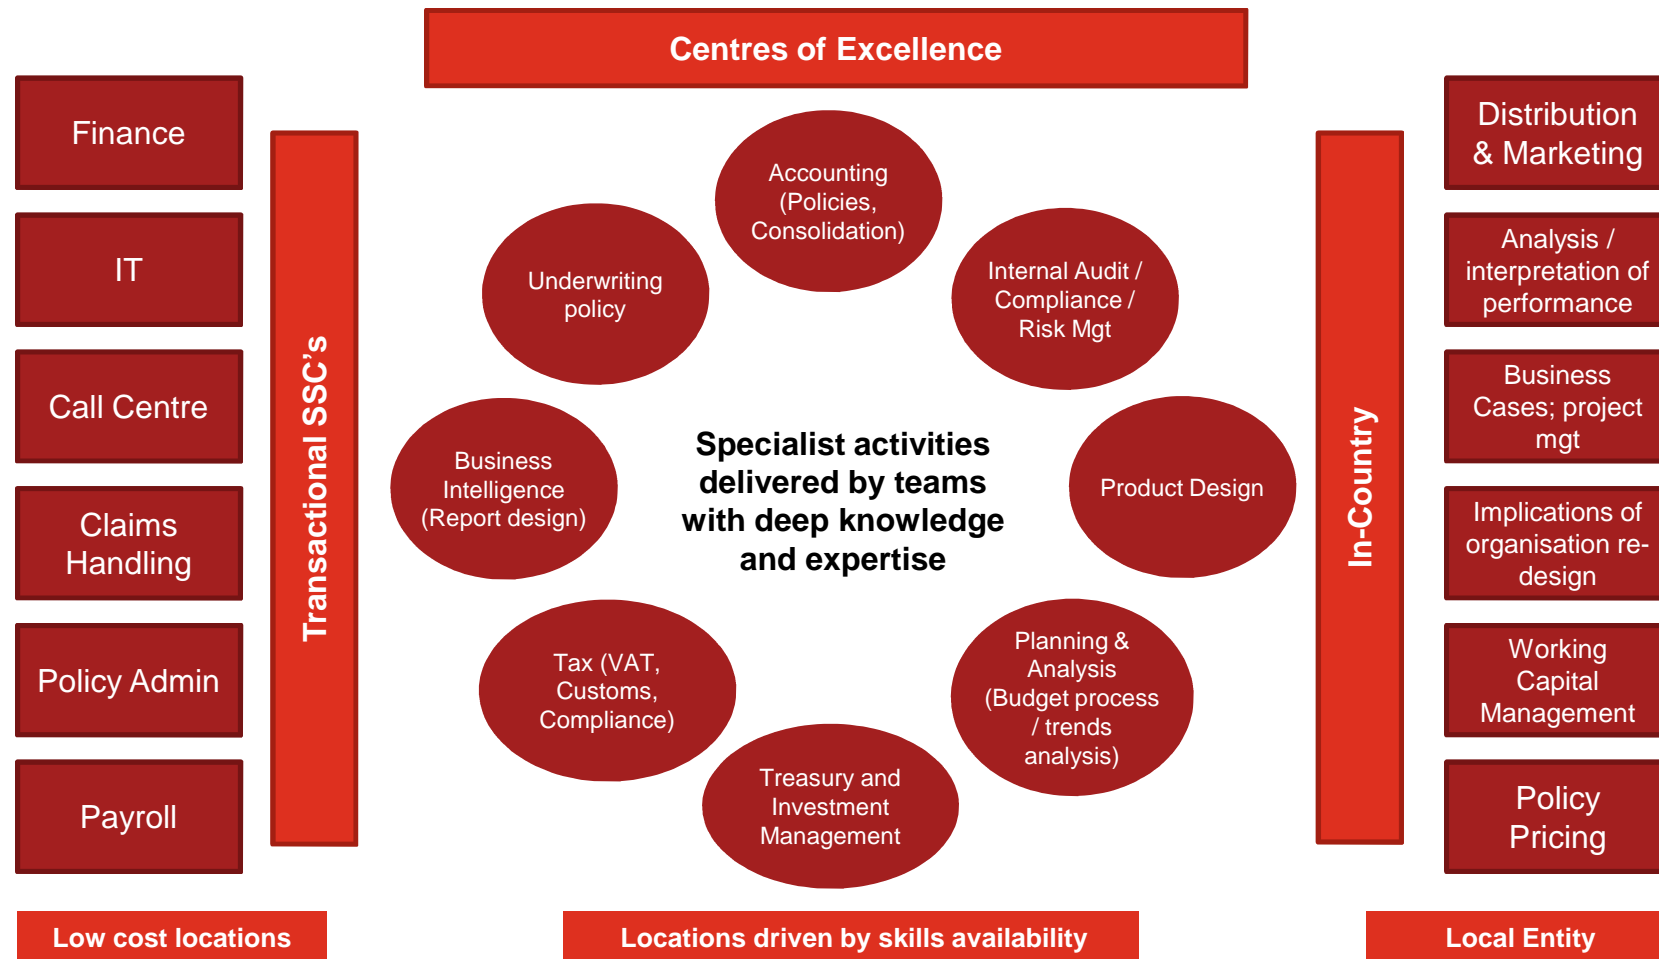 Centres of Excellence
Finance
IT
Call Centre
Claims
Handling
Policy Admin
Payroll
Transactional SSC's
Accounting
(Policies,
Consolidation)
Underwriting
policy
Internal Audit /
Compliance /
Risk Mgt
Business
Intelligence
(Report design)
Specialist activities
delivered by teams
with deep knowledge
and expertise
Product Design
Tax (VAT,
Customs,
Compliance)
Planning &
Analysis
(Budget process
/ trends
analysis)
Treasury and
Investment
Management
In-Country
Distribution
& Marketing
Analysis /
interpretation of
performance
Business
Cases; project
mgt
Implications of
organisation re-
design
Working
Capital
Management
Policy
Pricing
Low cost locations
Locations driven by skills availability
Local Entity